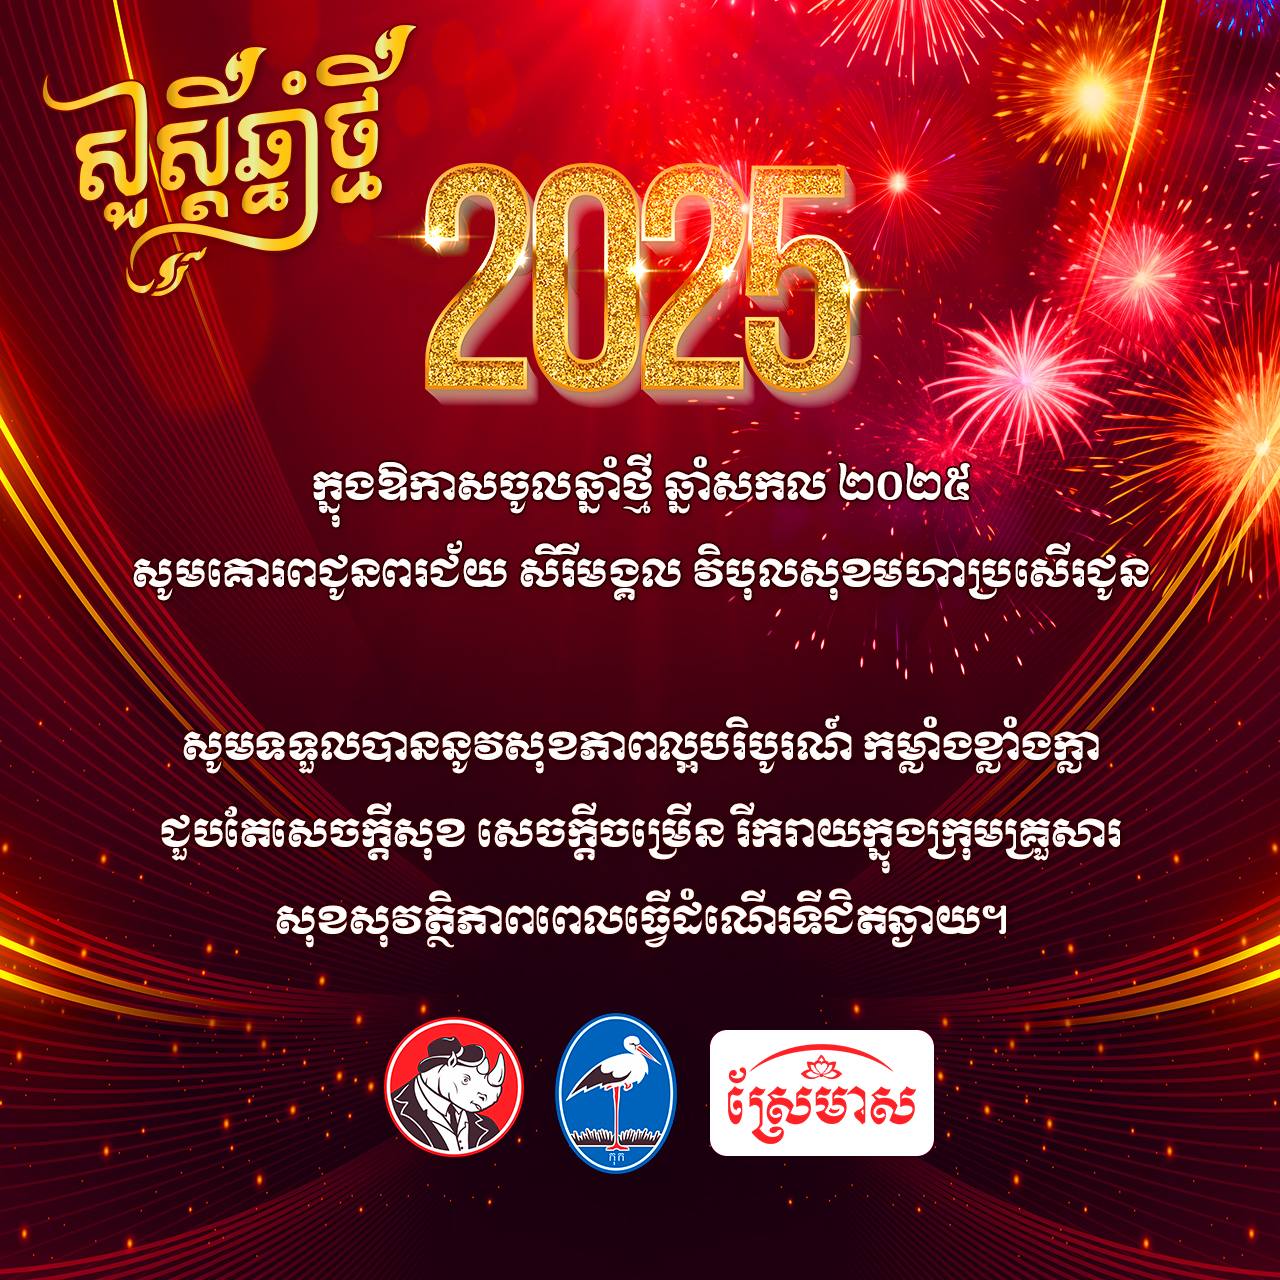 សួស្តីឆ្នាំថ្មី
2025
ក្នុងឱកាសចូលឆ្នាំថ្មី ឆ្នាំសកល ២០២៥
សូមគោរពជូនពរជ័យ សិរីមង្គល វិបុលសុខមហាប្រសើរជូន
សូមទទួលបាននូវសុខភាពល្អបរិបូរណ៍ កម្លាំងខ្លាំងក្លា
ជួបតែសេចក្តីសុខ សេចក្តីចម្រើន រីករាយក្នុងក្រុមគ្រួសារ
សុខសុវត្ថិភាពពេលធ្វើដំណើរទីជិតឆ្ងាយ។
កុក
ស្រែមាស